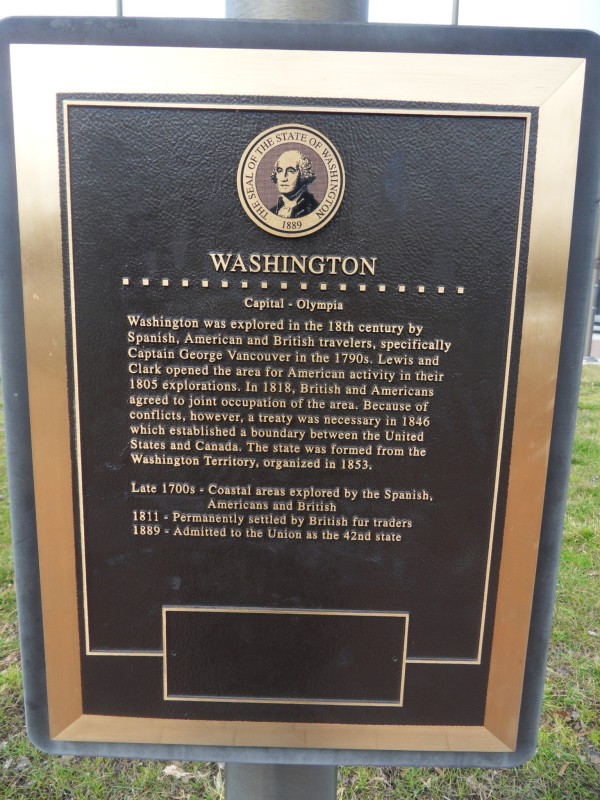 THE SEAL OF THE STATE OF WASHINGTON
1889
WASHINGTON
Capital - Olympia
Washington was explored in the 18th century by
Spanish, American and British travelers, specifically
Captain George Vancouver in the 1790s. Lewis and
Clark opened the area for American activity in their
1805 explorations. In 1818, British and Americans
agreed to joint occupation of the area. Because of
conflicts, however, a treaty was necessary in 1846
which established a boundary between the United
States and Canada. The state was formed from the
Washington Territory, organized in 1853.
Late 1700s - Coastal areas explored by the Spanish,
Americans and British
1811 - Permanently settled by British fur traders
1889 - Admitted to the Union as the 42nd state